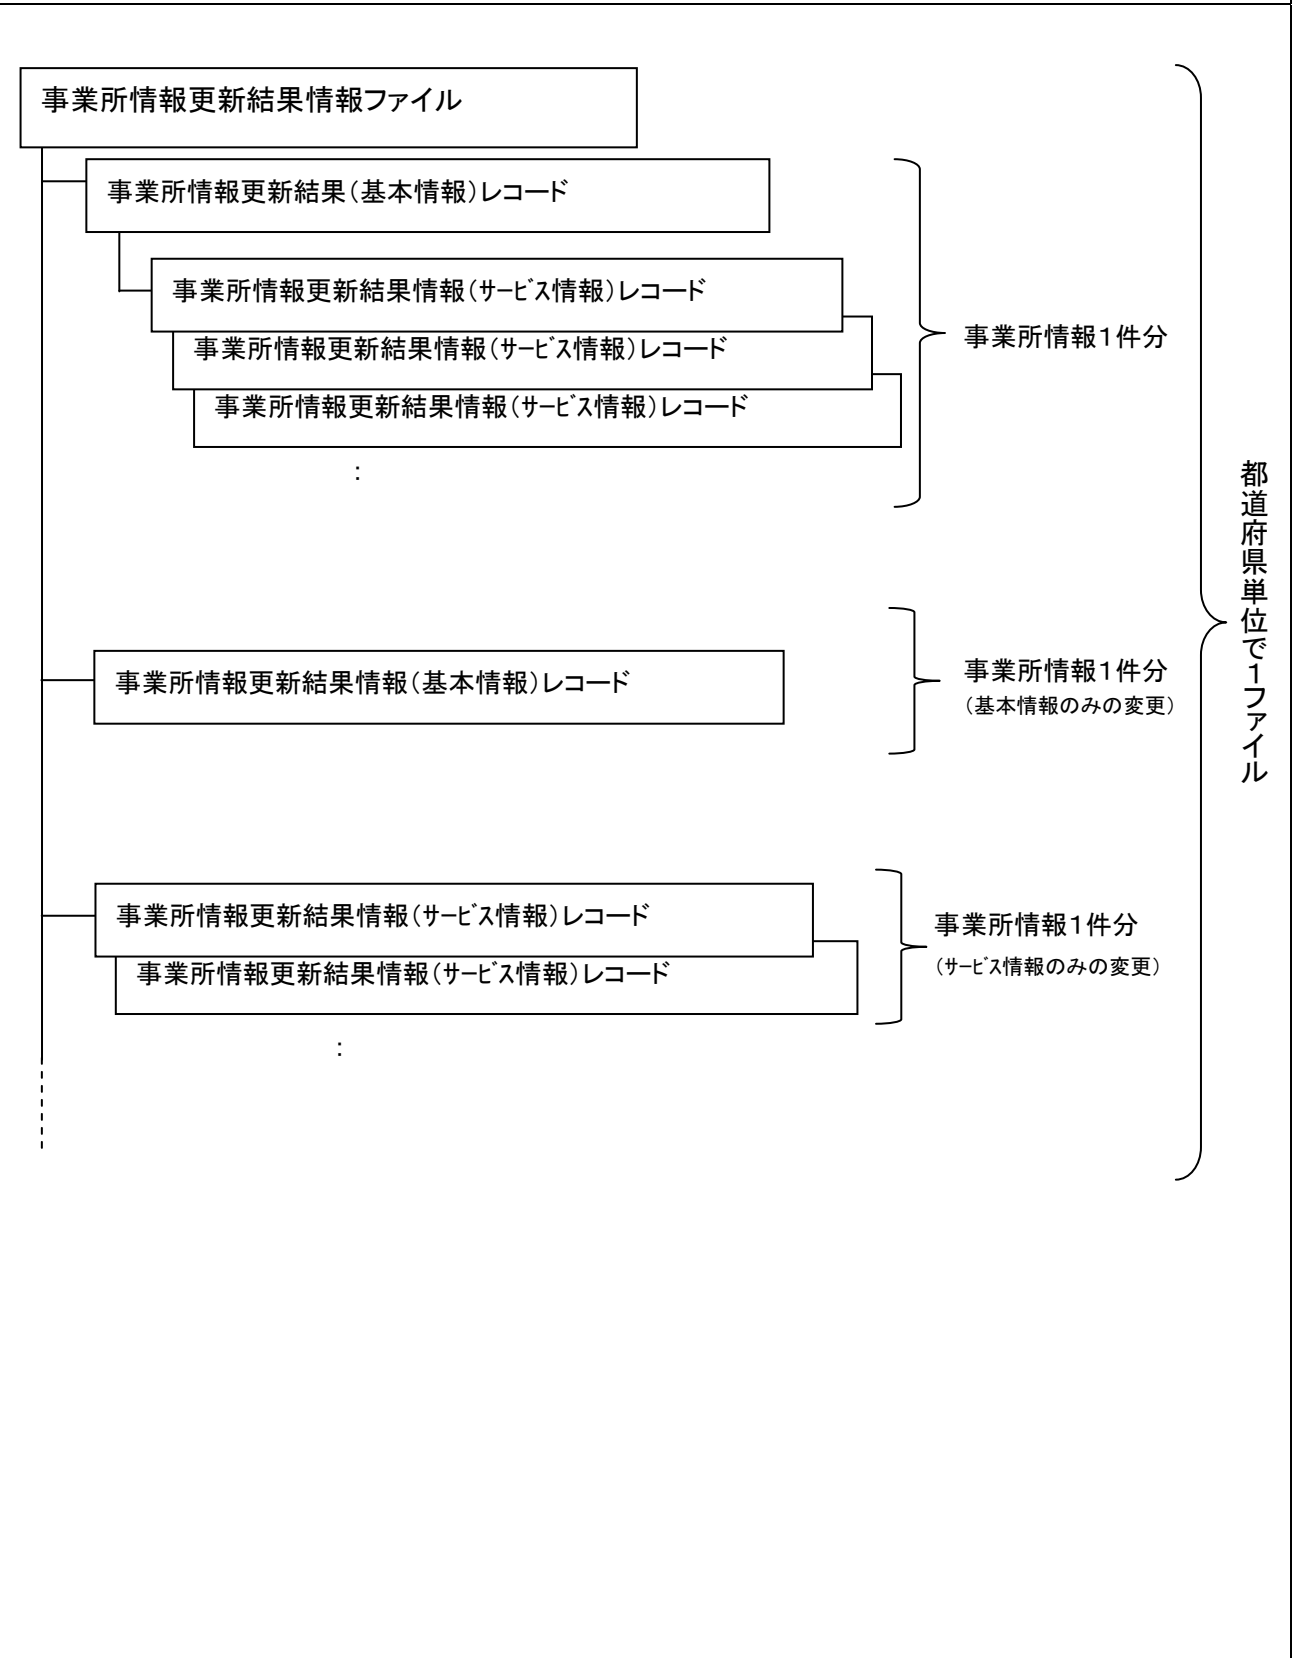 事業所情報更新結果情報ファイル
事業所情報更新結果（基本情報）レコード
事業所情報更新結果情報（ｻｰﾋﾞｽ情報）レコード
事業所情報更新結果情報（ｻｰﾋﾞｽ情報）レコード
事業所情報更新結果情報（ｻｰﾋﾞｽ情報）レコード
：
事業所情報１件分
事業所情報更新結果情報（基本情報）レコード
事業所情報１件分
（基本情報のみの変更）
事業所情報更新結果情報（ｻｰﾋﾞｽ情報）レコード
事業所情報更新結果情報（ｻｰﾋﾞｽ情報）レコード
：
事業所情報１件分
（ｻｰﾋﾞｽ情報のみの変更）
都道府県単位で１ファイル